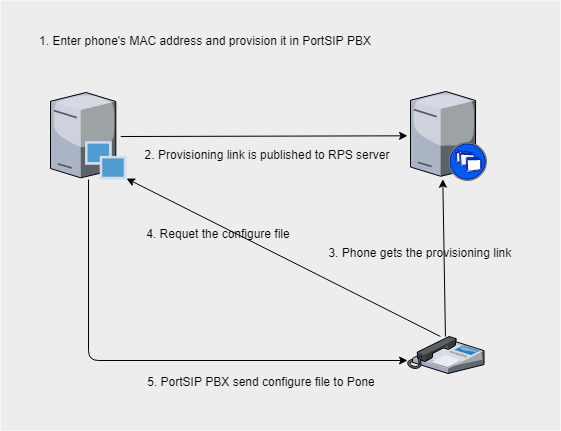 1. Enter phone's MAC address and provision it in PortSIP PBX
2. Provisioning link is published to RPS server
4. Requet the configure file
3. Phone gets the provisioning link
5. PortSIP PBX send configure file to Pone